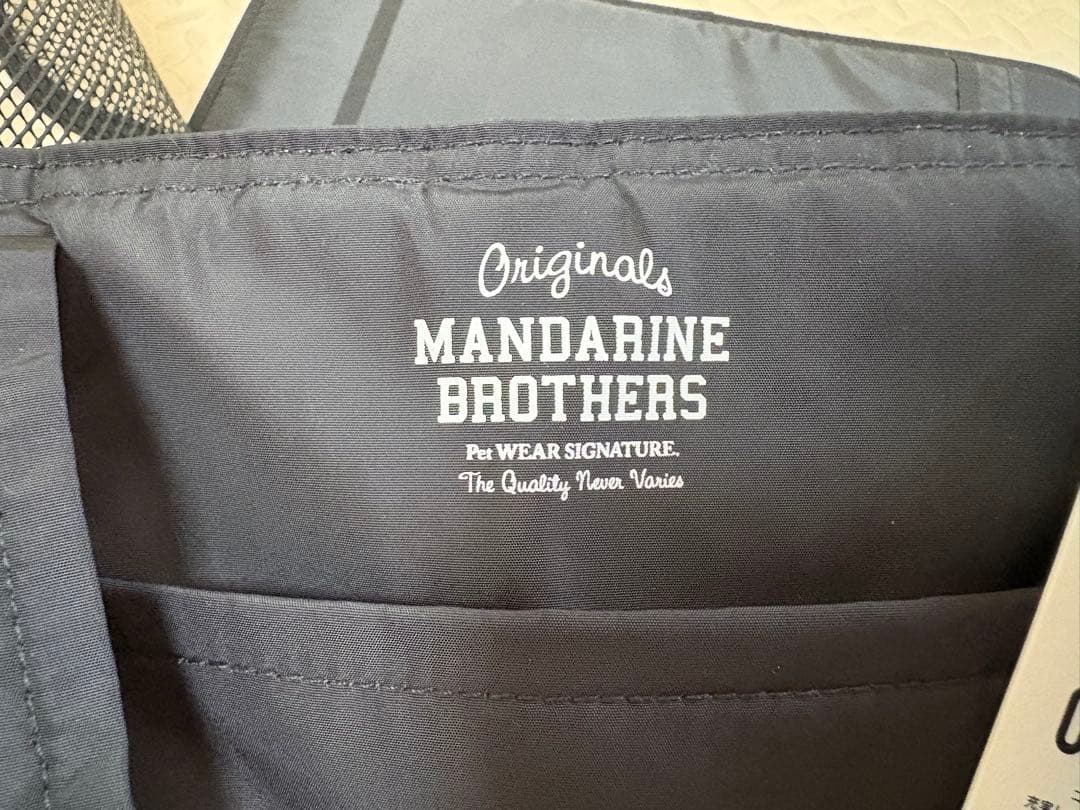 Originals
MANDARINE
BROTHERS
Pet WEAR SIGNATURE.
The Quality Never Varies